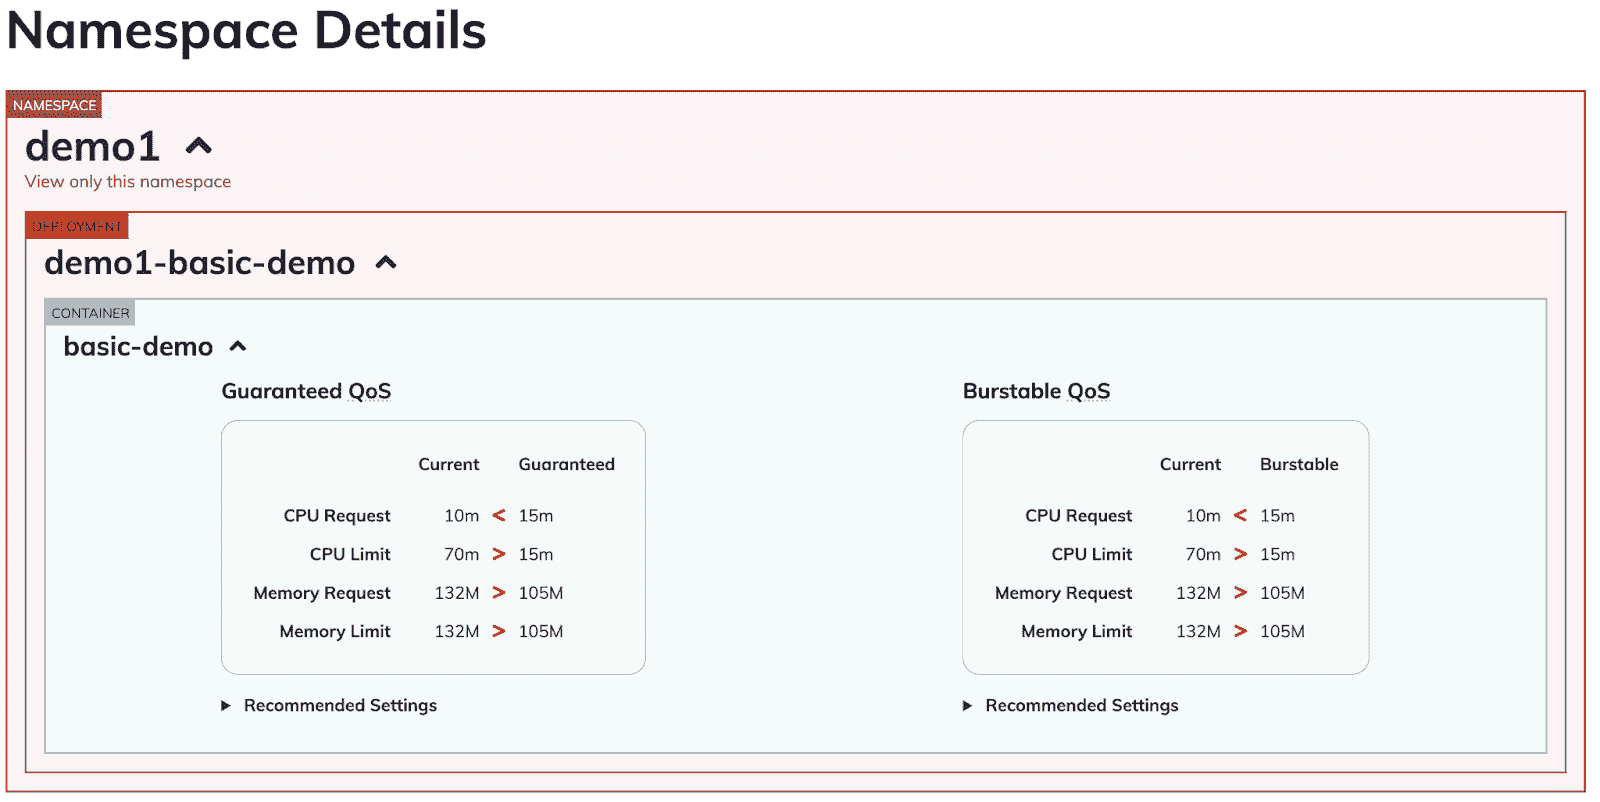 Namespace Details
NAMESPACE
demo1
View only this namespace
DEPLOYMENT
demo1-basic-demo
CONTAINER
basic-demo
Guaranteed QoS
Current Guaranteed
CPU Request 10m < 15m
CPU Limit 70m > 15m
Memory Request 132M > 105M
Memory Limit 132M > 105M
Recommended Settings
Burstable QoS
Current Burstable
CPU Request 10m < 15m
CPU Limit 70m > 15m
Memory Request 132M > 105M
Memory Limit 132M > 105M
Recommended Settings